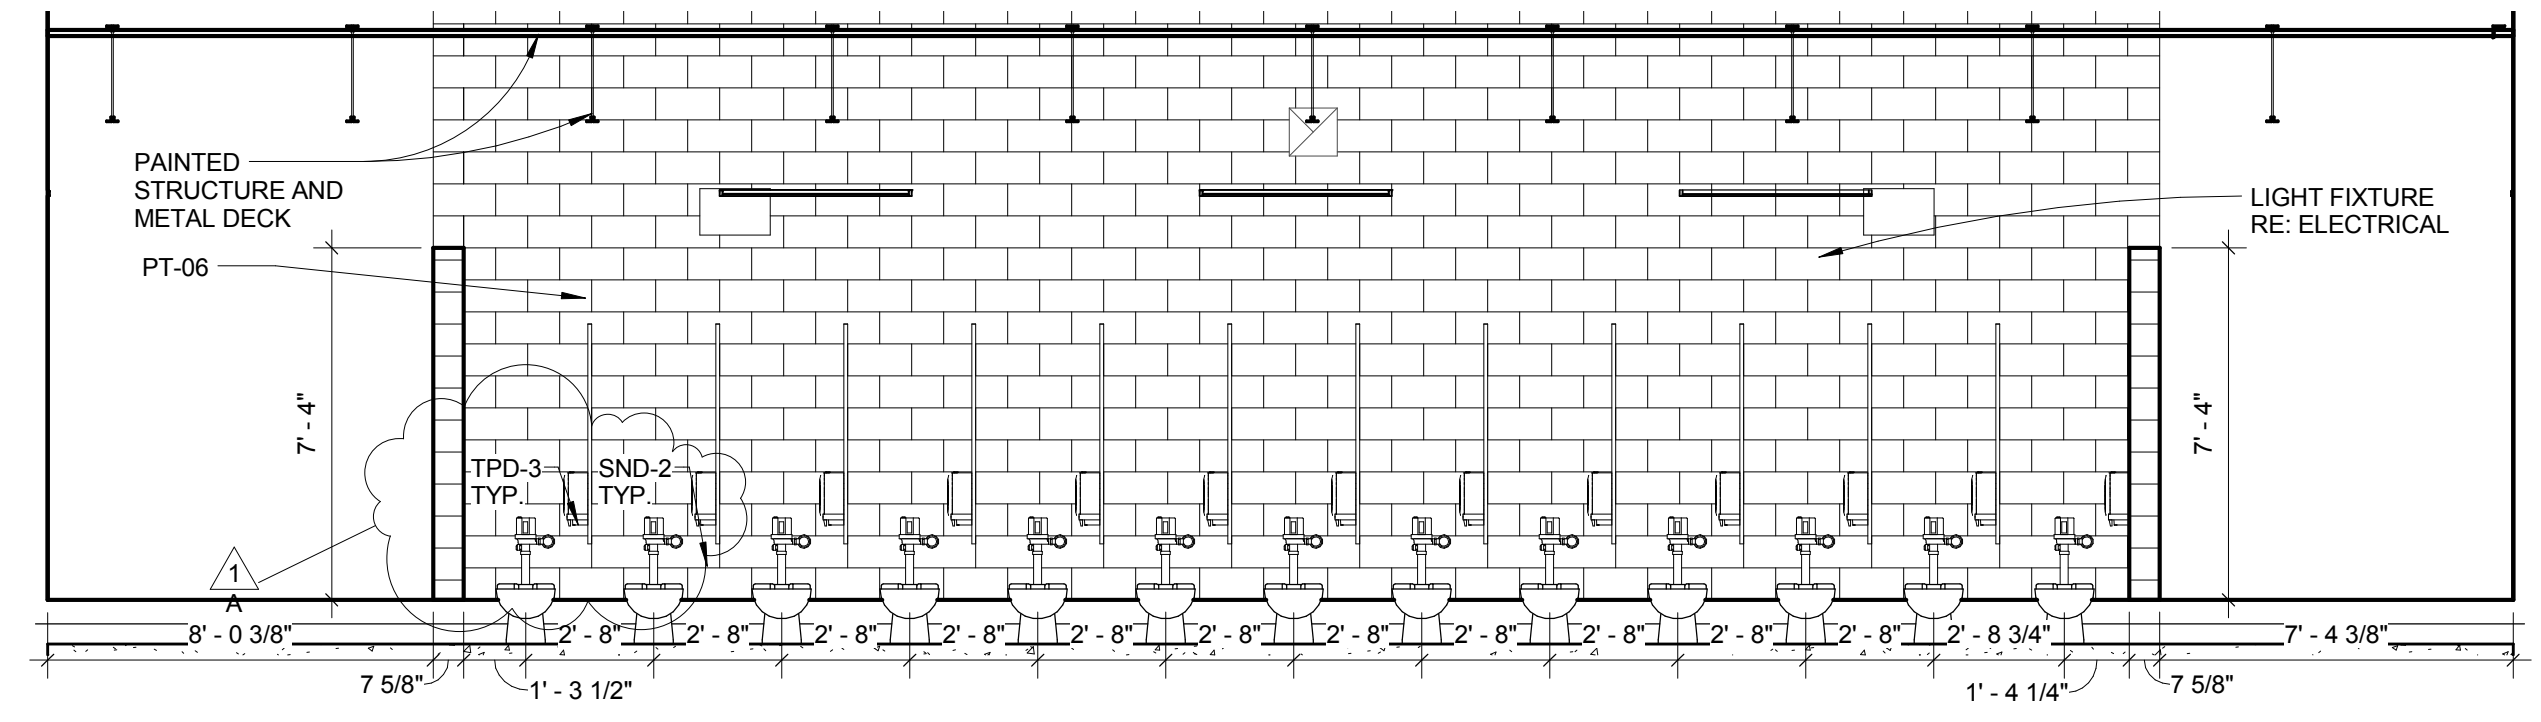 PAINTED
STRUCTURE AND
METAL DECK
LIGHT FIXTURE
RE: ELECTRICAL
PT-06
7' - 4"
7' - 4"
TPD-3
TYP.
SND-2
TYP.
1
A
8' - 0 3/8"
2' - 8"
2' - 8"
2' - 8"
2' - 8"
2' - 8"
2' - 8"
2' - 8"
2' - 8"
2' - 8"
2' - 8"
2' - 8"
2' - 8 3/4"
7' - 4 3/8"
7 5/8"
1' - 3 1/2"
1' - 4 1/4"
7 5/8"